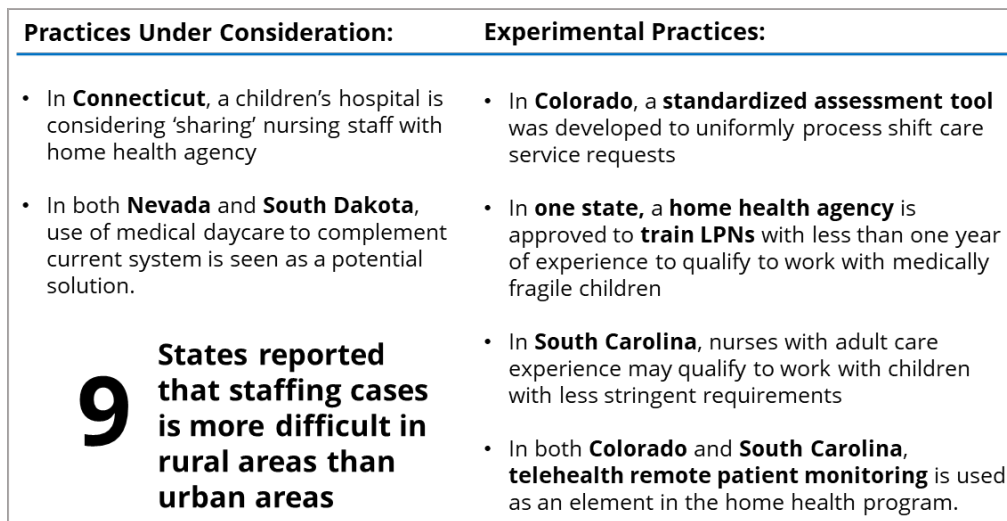 Practices Under Consideration:
• In Connecticut, a children's hospital is
considering 'sharing' nursing staff with
home health agency
• In both Nevada and South Dakota,
use of medical daycare to complement
current system is seen as a potential
solution.
9
States reported
that staffing cases
is more difficult in
rural areas than
urban areas
Experimental Practices:
• In Colorado, a standardized assessment tool
was developed to uniformly process shift care
service requests
• In one state, a home health agency is
approved to train LPNs with less than one year
of experience to qualify to work with medically
fragile children
• In South Carolina, nurses with adult care
experience may qualify to work with children
with less stringent requirements
• In both Colorado and South Carolina,
telehealth remote patient monitoring is used
as an element in the home health program.